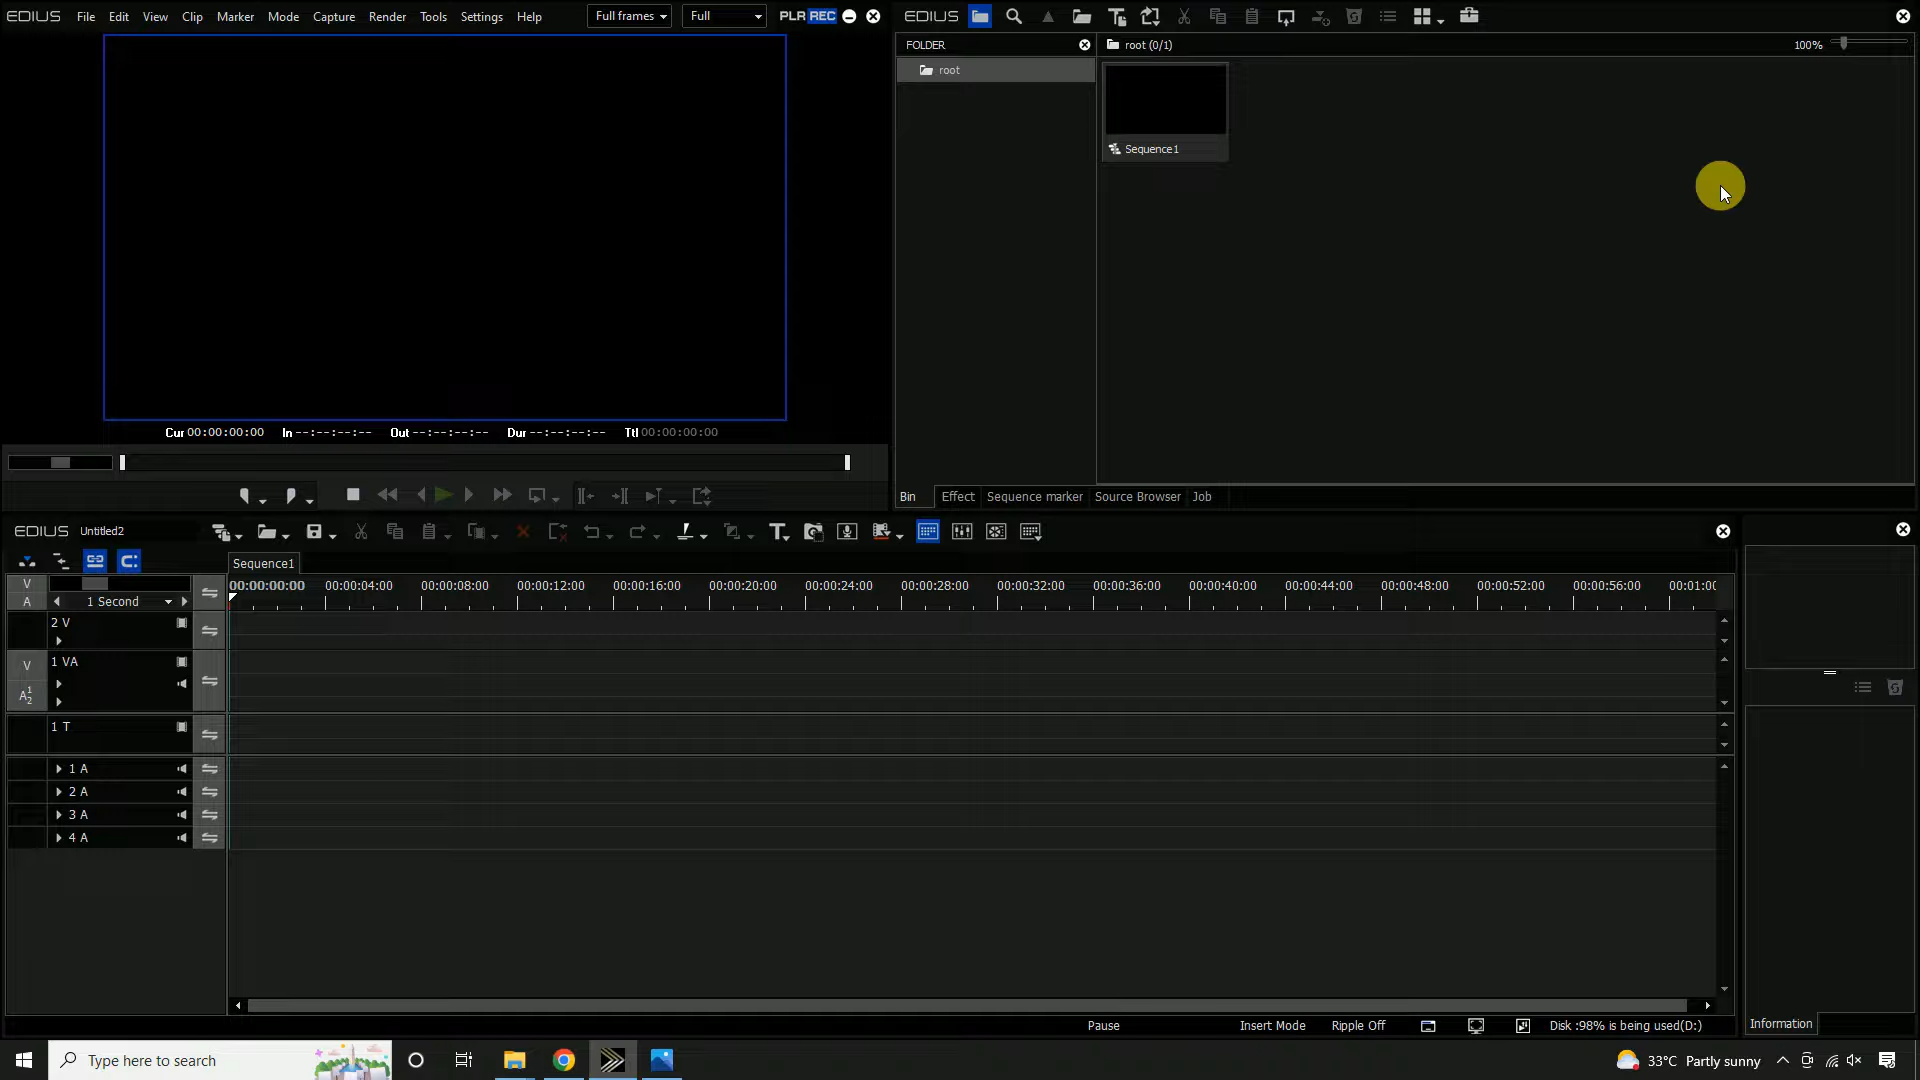 EDIUS File Edit View Clip Marker Mode Capture Render Tools Settings Help Full frames Full PLR REC
EDIUS
FOLDER
root (0/1)
100%
root
Sequence1
Cur 00:00:00:00 In --:--:--:-- Out --:--:--:-- Dur --:--:--:-- Ttl 00:00:00:00
Bin Effect Sequence marker Source Browser Job
EDIUS Untitled2
Sequence1
V
A
1 Second
00:00:00:00 00:00:04:00 00:00:08:00 00:00:12:00 00:00:16:00 00:00:20:00 00:00:24:00 00:00:28:00 00:00:32:00 00:00:36:00 00:00:40:00 00:00:44:00 00:00:48:00 00:00:52:00 00:00:56:00 00:01:0
2 V
V 1 VA
A 1 2
1 T
1 A
2 A
3 A
4 A
Information
Pause Insert Mode Ripple Off Disk :98% is being used(D:)
Type here to search
33°C Partly sunny